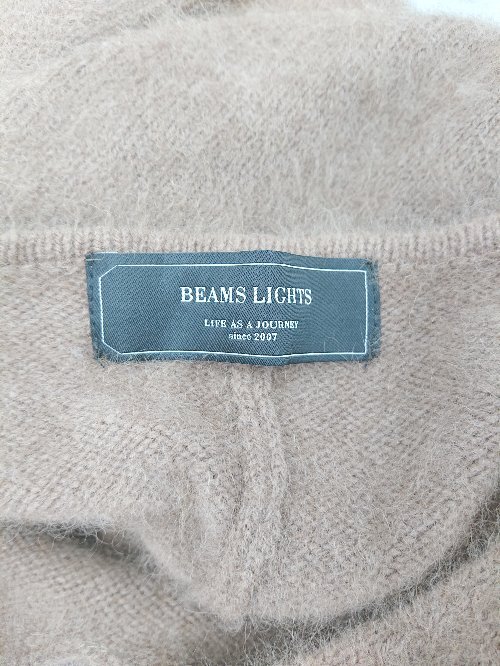 BEAMS LIGHTS
LIFE AS A JOURNEY
since 2007